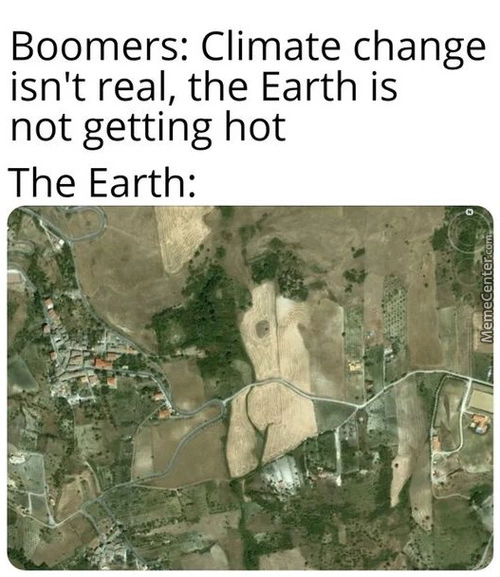 Boomers: Climate change
isn't real, the Earth is
not getting hot
The Earth:
MemeCenter.com